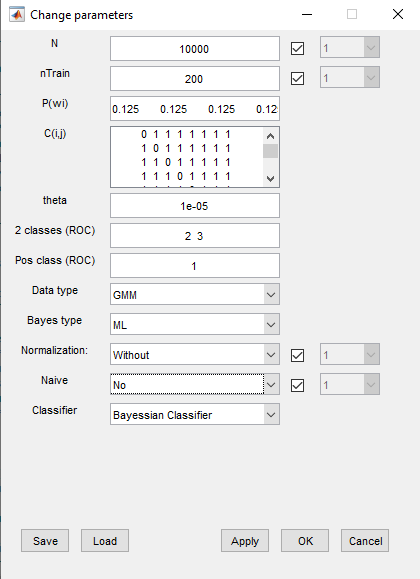 Change parameters
N 10000 1
nTrain 200 1
P(wi) 0.125 0.125 0.125 0.12
C(i,j) 0 1 1 1 1 1 1 1
1 0 1 1 1 1 1 1
1 1 0 1 1 1 1 1
1 1 1 0 1 1 1 1
theta 1e-05
2 classes (ROC) 2 3
Pos class (ROC) 1
Data type GMM
Bayes type ML
Normalization: Without 1
Naive No 1
Classifier Bayessian Classifier
Save Load Apply OK Cancel